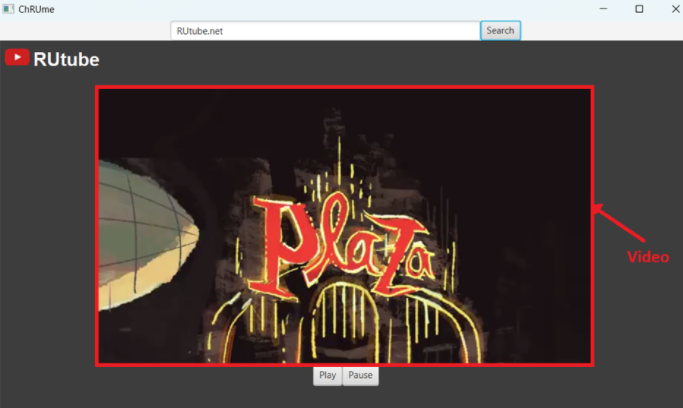 ChRUme
RUtube.net Search
RUtube
Plaza
Video
Play Pause